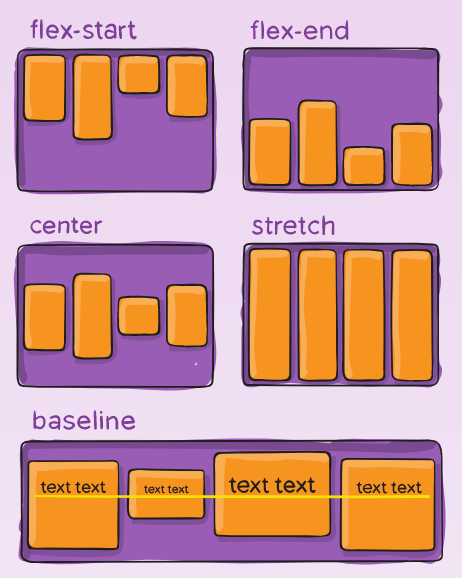 flex-start
flex-end
center
stretch
baseline
text text
text text
text text
text text